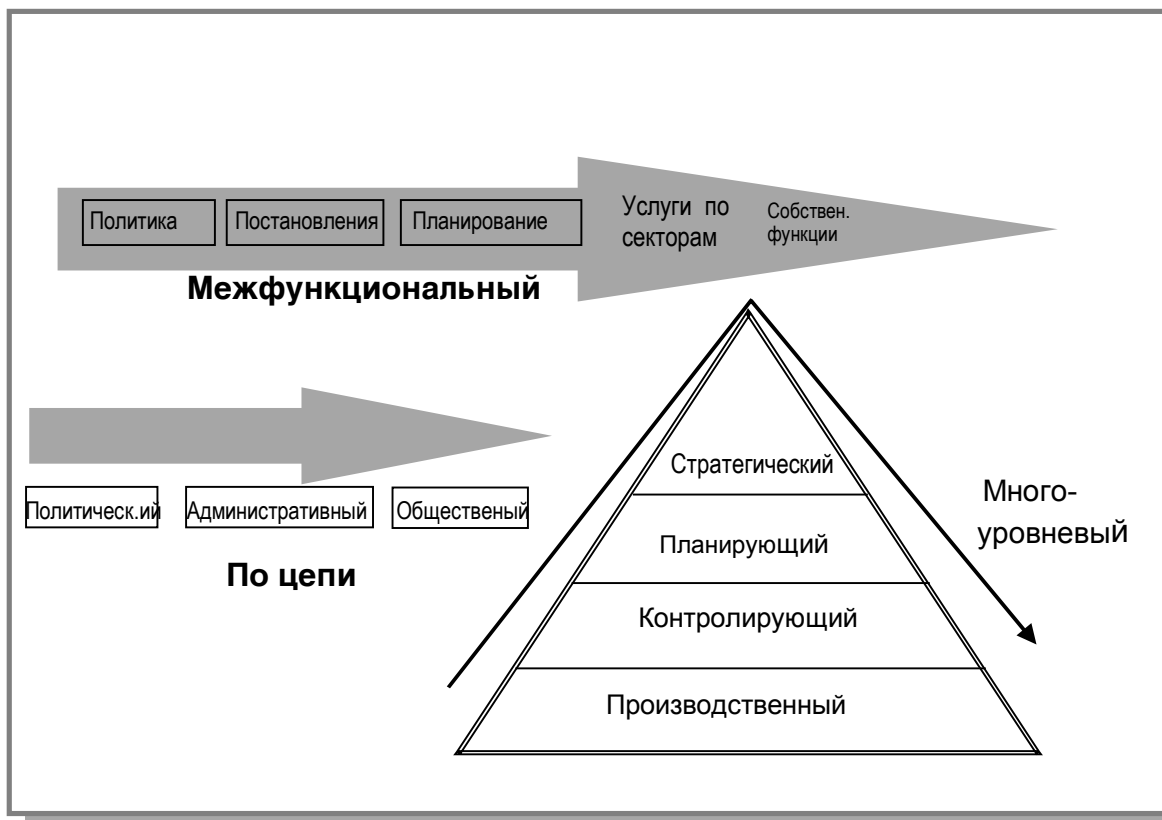 Политика
Постановления
Планирование
Услуги по
секторам
Собствен.
функции
Межфункциональный
Политическ.ий
Административный
Общественый
По цепи
Стратегический
Планирующий
Контролирующий
Производственный
Много-
уровневый